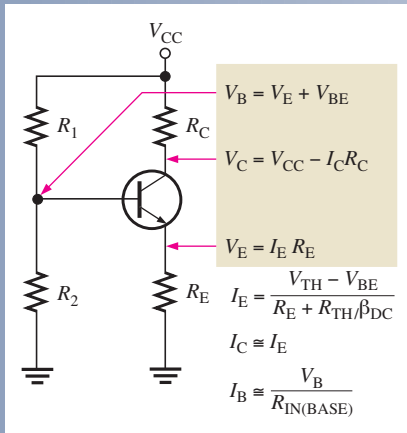 V_CC
R_1
R_C
V_B = V_E + V_BE
V_C = V_CC − I_C R_C
V_E = I_E R_E
R_2
R_E
I_E = (V_TH − V_BE) / (R_E + R_TH/β_DC)
I_C ≅ I_E
I_B ≅ V_B / R_IN(BASE)